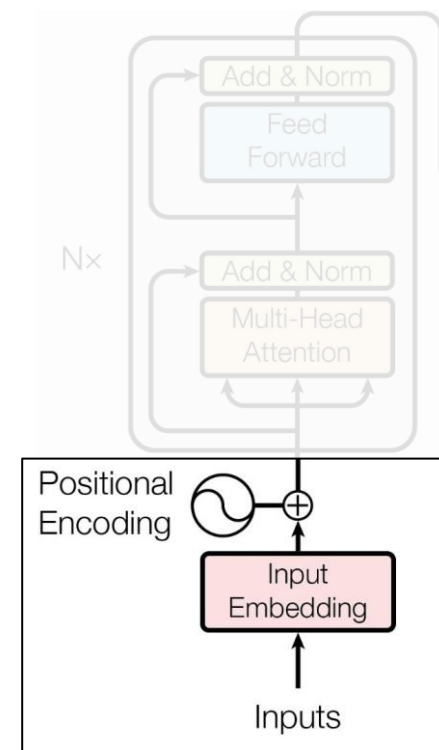 Add & Norm
Feed
Forward
N×
Add & Norm
Multi-Head
Attention
Positional
Encoding
Input
Embedding
Inputs